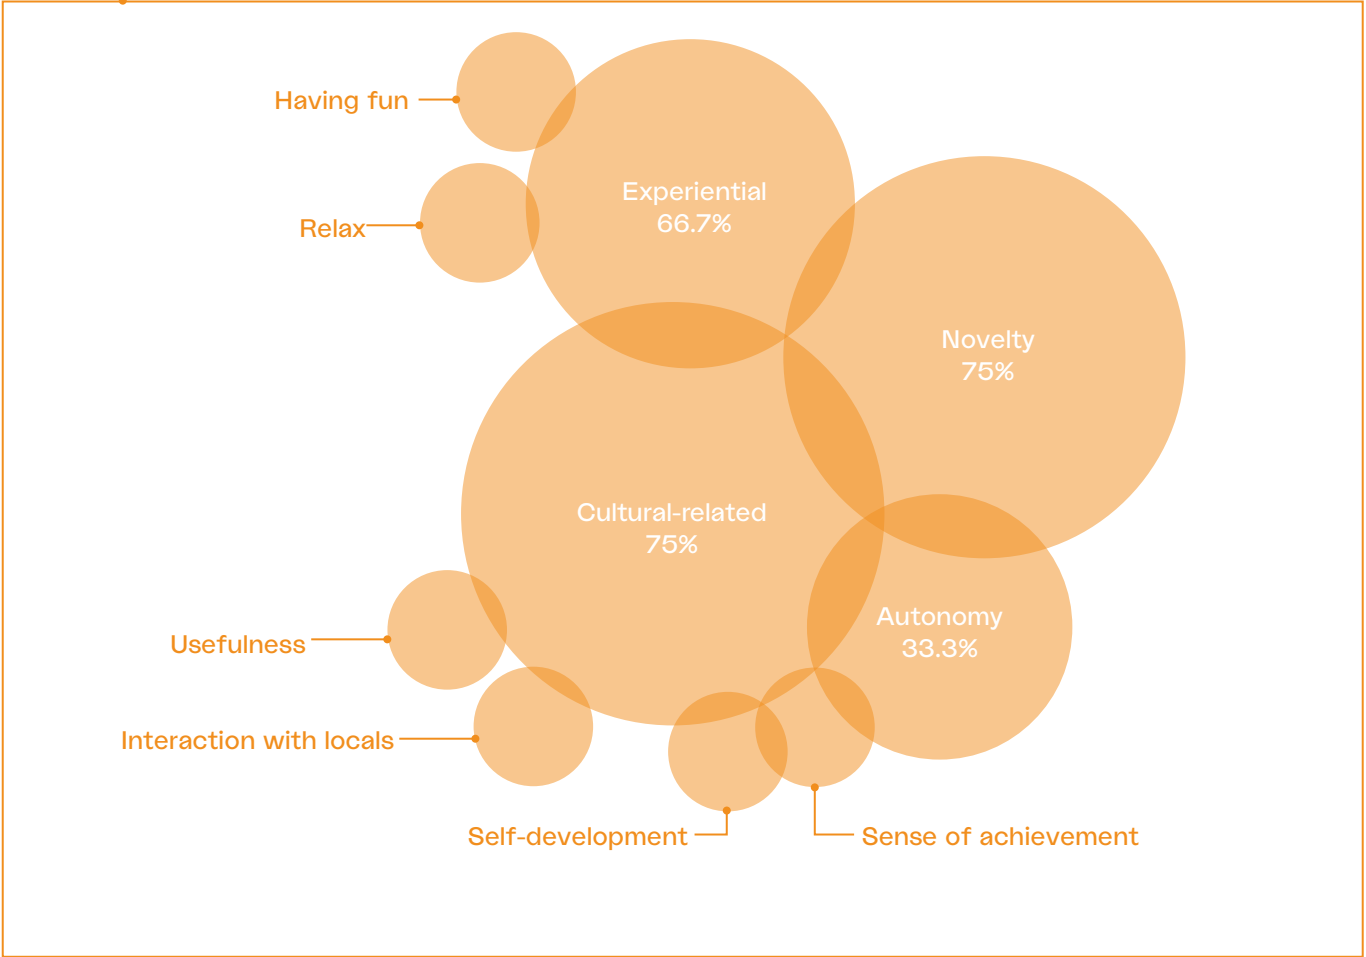 Having fun
Experiential
66.7%
Relax
Novelty
75%
Cultural-related
75%
Autonomy
33.3%
Usefulness
Interaction with locals
Self-development
Sense of achievement